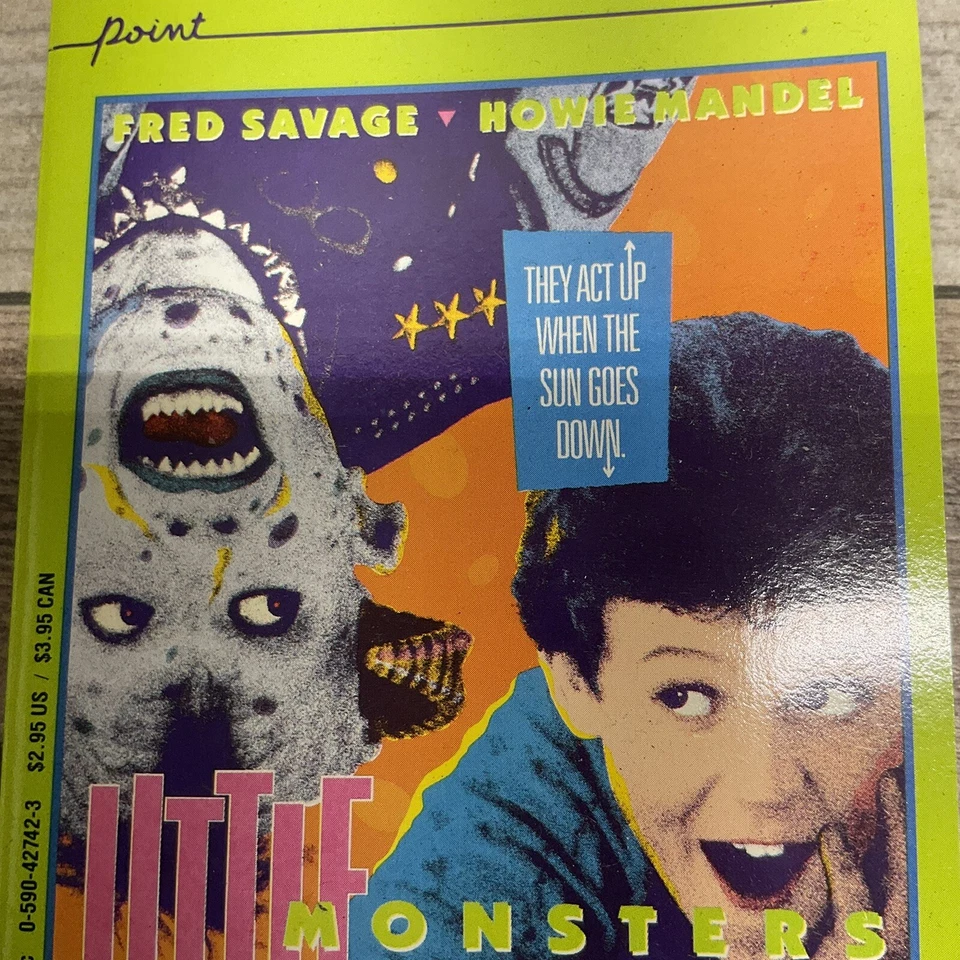 point
FRED SAVAGE ▼ HOWIE MANDEL
THEY ACT UP
WHEN THE
SUN GOES
DOWN.
LITTLE
MONSTERS
0-590-42742-3 $2.95 US / $3.95 CAN